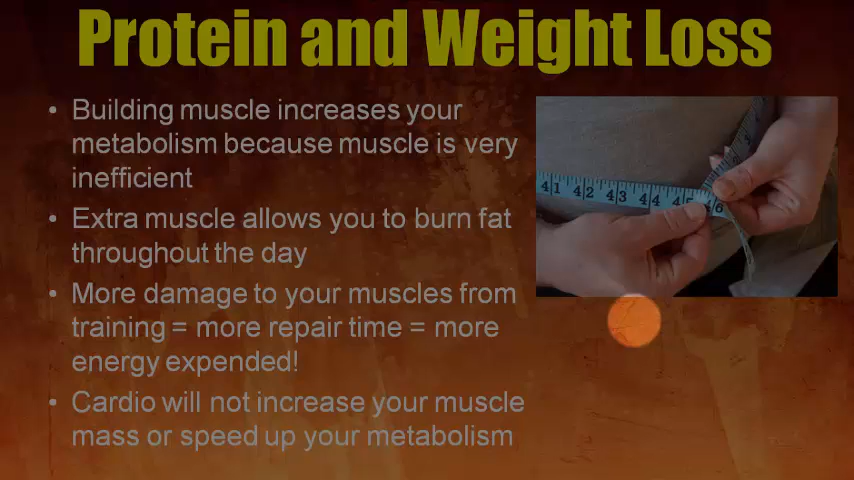 Protein and Weight Loss
• Building muscle increases your
metabolism because muscle is very
inefficient
• Extra muscle allows you to burn fat
throughout the day
• More damage to your muscles from
training = more repair time = more
energy expended!
• Cardio will not increase your muscle
mass or speed up your metabolism
41 42 43 44 45 6